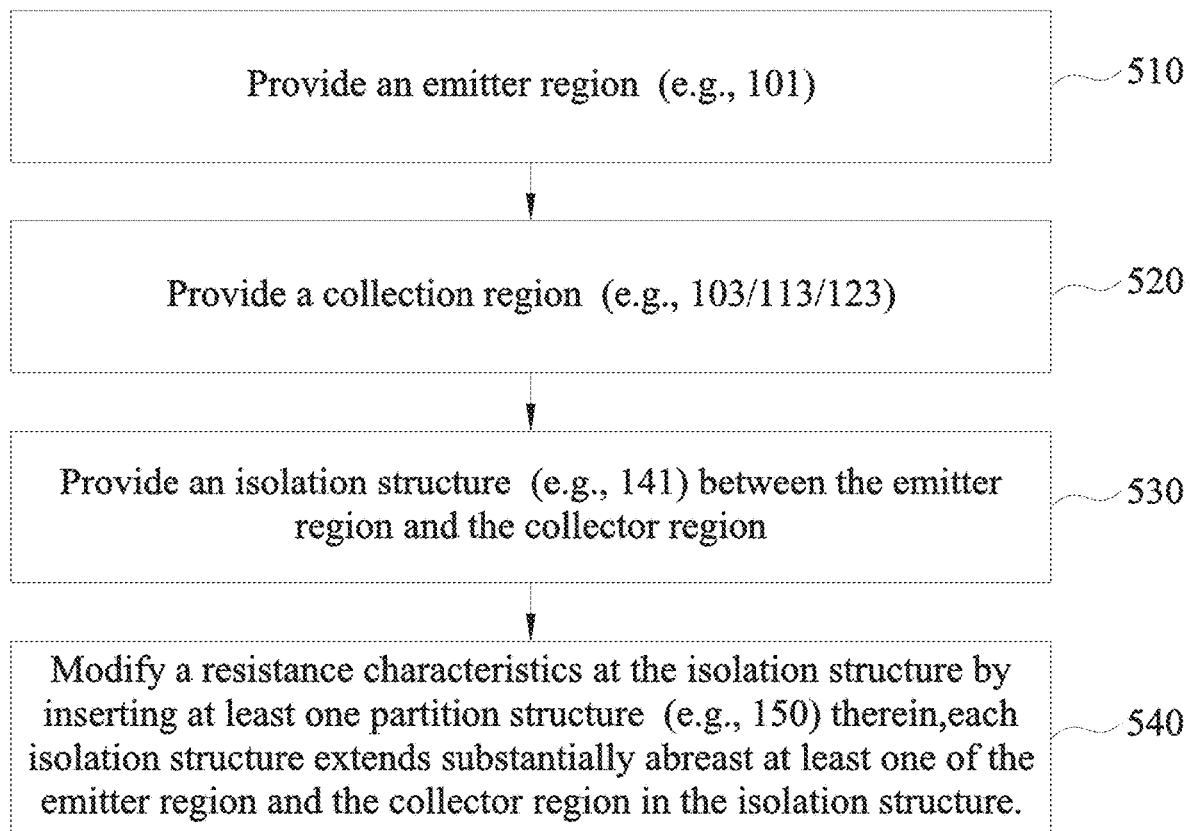 Provide an emitter region (e.g., 101)
510
Provide a collection region (e.g., 103/113/123)
520
Provide an isolation structure (e.g., 141) between the emitter
region and the collector region
530
Modify a resistance characteristics at the isolation structure by
inserting at least one partition structure (e.g., 150) therein,each
isolation structure extends substantially abreast at least one of the
emitter region and the collector region in the isolation structure.
540